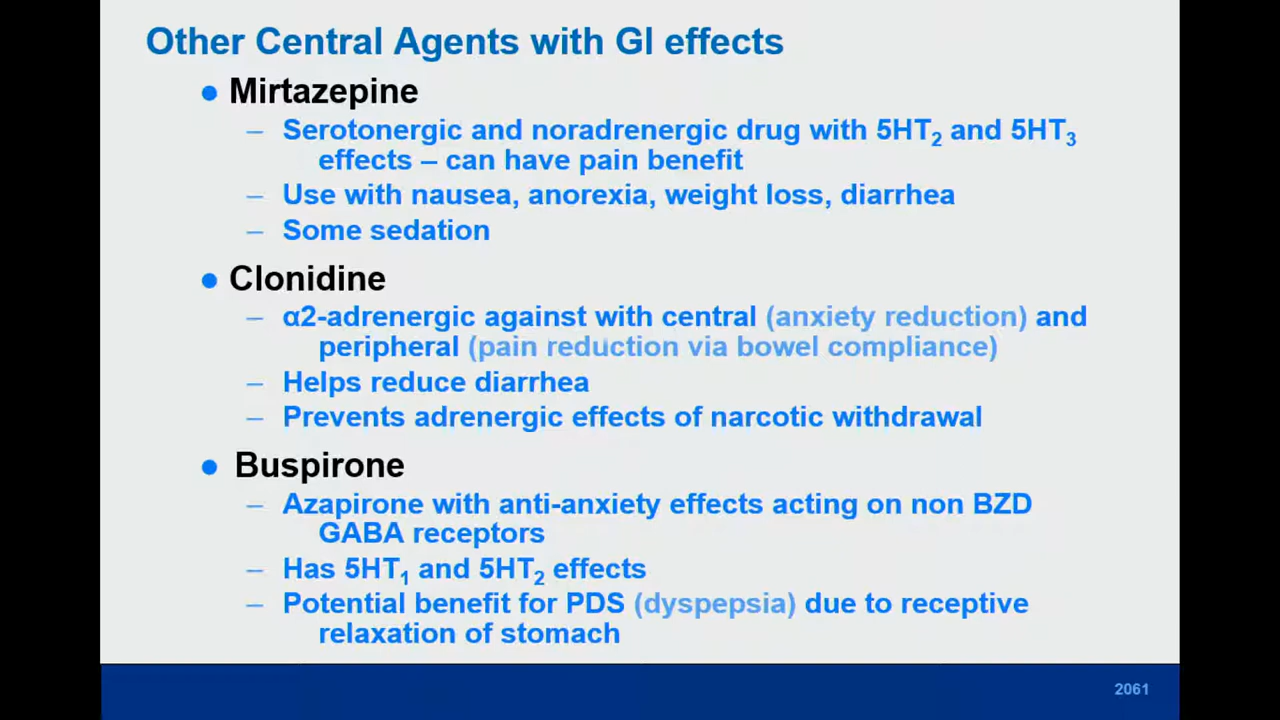 Other Central Agents with GI effects
● Mirtazepine
– Serotonergic and noradrenergic drug with 5HT₂ and 5HT₃
effects – can have pain benefit
– Use with nausea, anorexia, weight loss, diarrhea
– Some sedation
● Clonidine
– α2-adrenergic against with central (anxiety reduction) and
peripheral (pain reduction via bowel compliance)
– Helps reduce diarrhea
– Prevents adrenergic effects of narcotic withdrawal
● Buspirone
– Azapirone with anti-anxiety effects acting on non BZD
GABA receptors
– Has 5HT₁ and 5HT₂ effects
– Potential benefit for PDS (dyspepsia) due to receptive
relaxation of stomach
2061